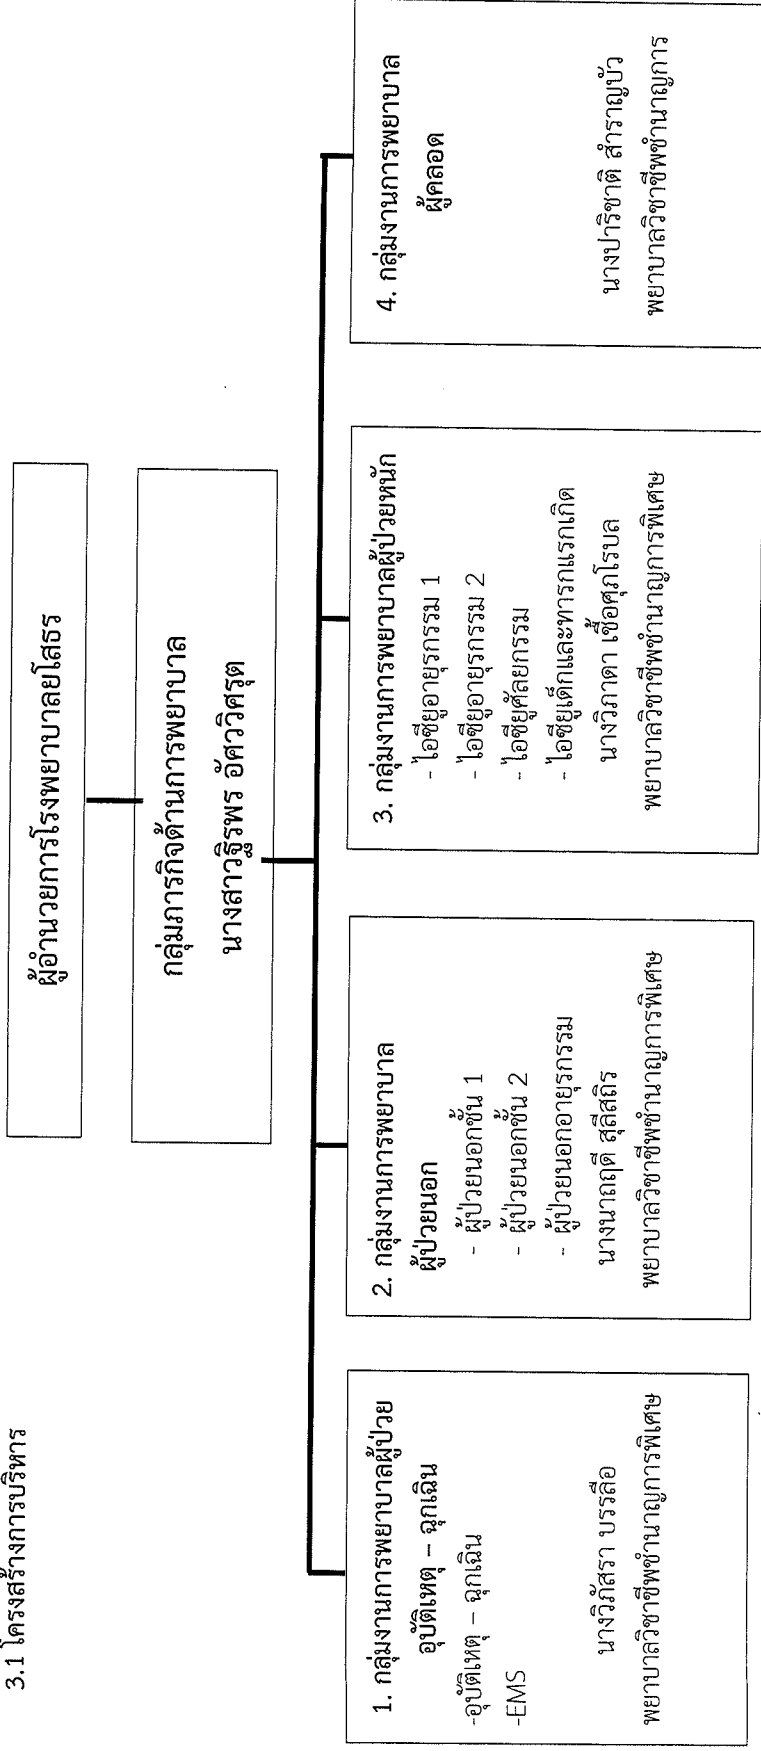 3.1 โครงสร้างการบริหาร
ผู้อำนวยการโรงพยาบาลยโสธร
กลุ่มภารกิจด้านการพยาบาล
นางสาวฐิรพร อัศววิศรุต
1. กลุ่มงานการพยาบาลผู้ป่วย
อุบัติเหตุ – ฉุกเฉิน
-อุบัติเหตุ – ฉุกเฉิน
-EMS
นางวิภัสรา บรรลือ
พยาบาลวิชาชีพชำนาญการพิเศษ
2. กลุ่มงานการพยาบาล
ผู้ป่วยนอก
- ผู้ป่วยนอกชั้น 1
- ผู้ป่วยนอกชั้น 2
- ผู้ป่วยนอกอายุรกรรม
นางนาถฤดี สุลีสถิร
พยาบาลวิชาชีพชำนาญการพิเศษ
3. กลุ่มงานการพยาบาลผู้ป่วยหนัก
- ไอซียูอายุรกรรม 1
- ไอซียูอายุรกรรม 2
- ไอซียูศัลยกรรม
- ไอซียูเด็กและทารกแรกเกิด
นางวิภาดา เชื้อศุภโรบล
พยาบาลวิชาชีพชำนาญการพิเศษ
4. กลุ่มงานการพยาบาล
ผู้คลอด
นางปาริชาติ สำราญบัว
พยาบาลวิชาชีพชำนาญการ